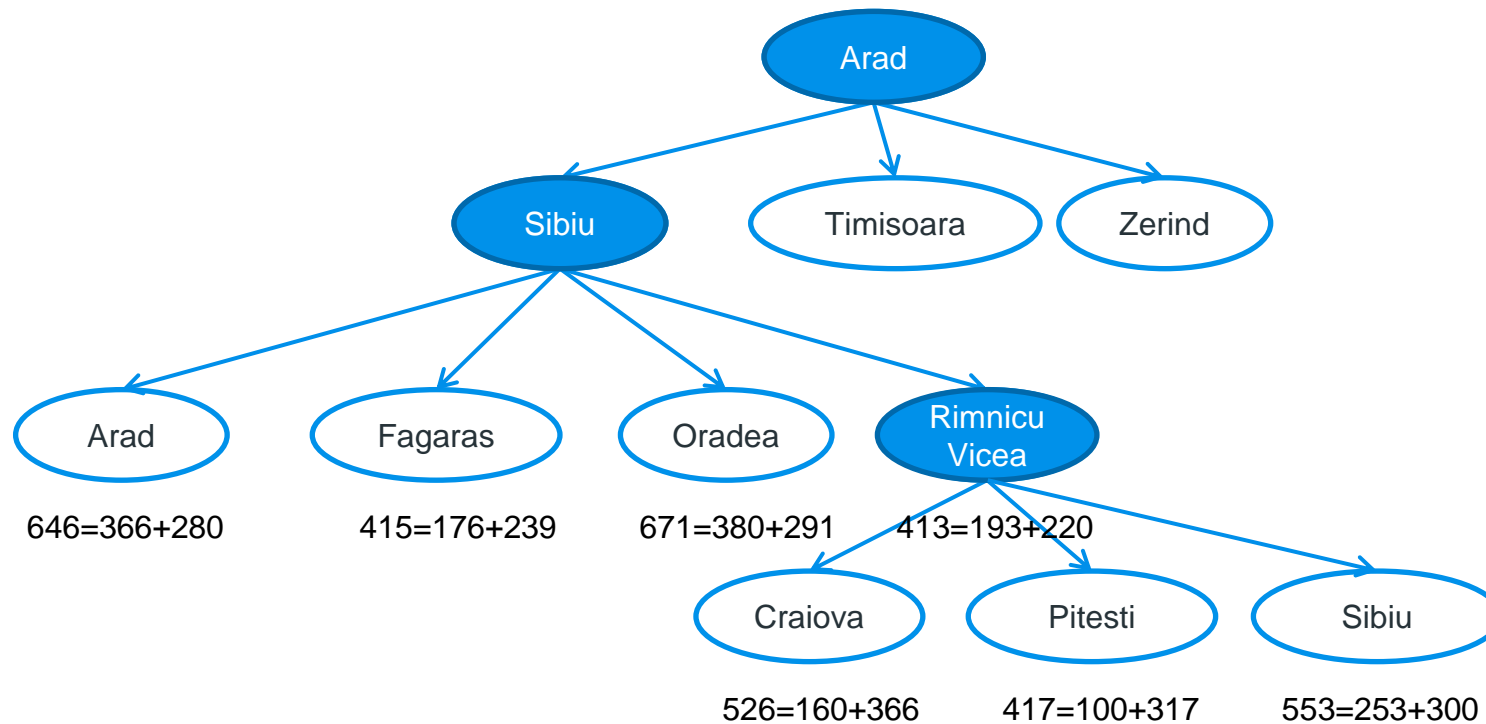 Arad
Sibiu
Timisoara
Zerind
Arad
Fagaras
Oradea
Rimnicu
Vicea
646=366+280
415=176+239
671=380+291
413=193+220
Craiova
Pitesti
Sibiu
526=160+366
417=100+317
553=253+300